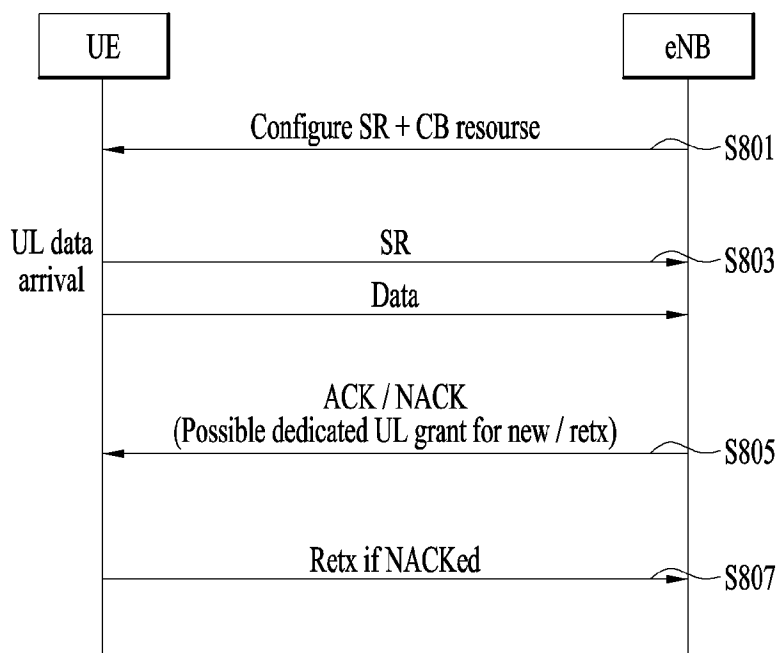 UE
eNB
Configure SR + CB resourse
S801
UL data
arrival
SR
S803
Data
ACK / NACK
(Possible dedicated UL grant for new / retx)
S805
Retx if NACKed
S807